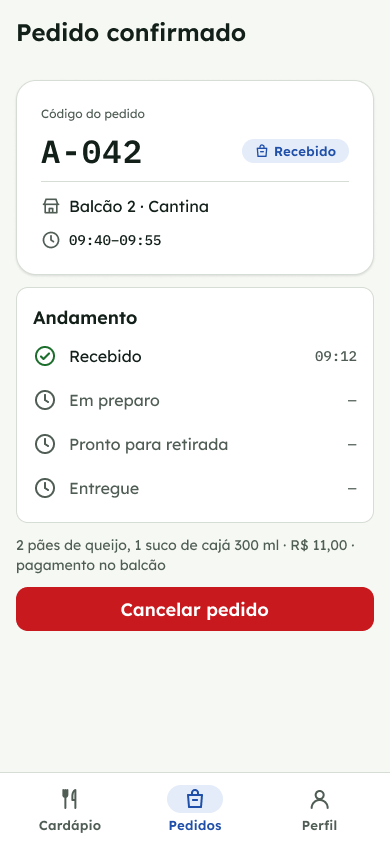 Pedido confirmado
Código do pedido
A-042
Recebido
Balcão 2 · Cantina
09:40–09:55
Andamento
Recebido 09:12
Em preparo –
Pronto para retirada –
Entregue –
2 pães de queijo, 1 suco de cajá 300 ml · R$ 11,00 ·
pagamento no balcão
Cancelar pedido
Cardápio Pedidos Perfil